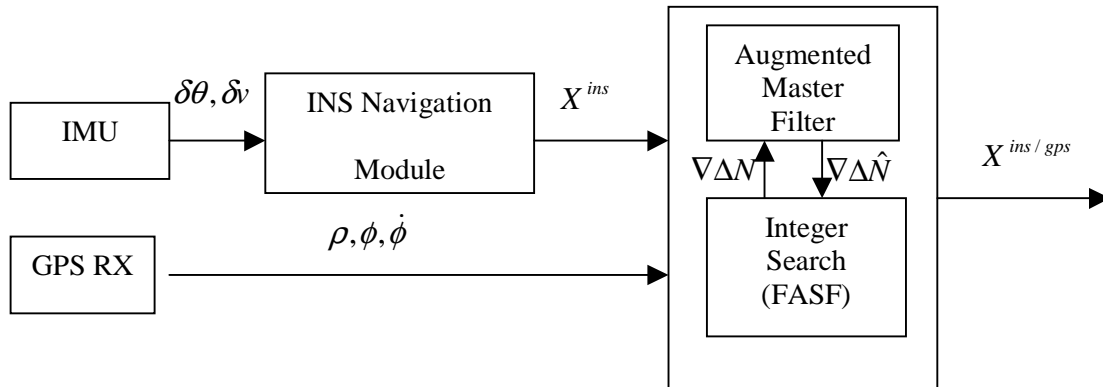 δθ, δv
IMU
INS Navigation
Module
X^{ins}
Augmented
Master
Filter
∇ΔN
∇ΔN̂
X^{ins / gps}
ρ, ϕ, ϕ̇
GPS RX
Integer
Search
(FASF)